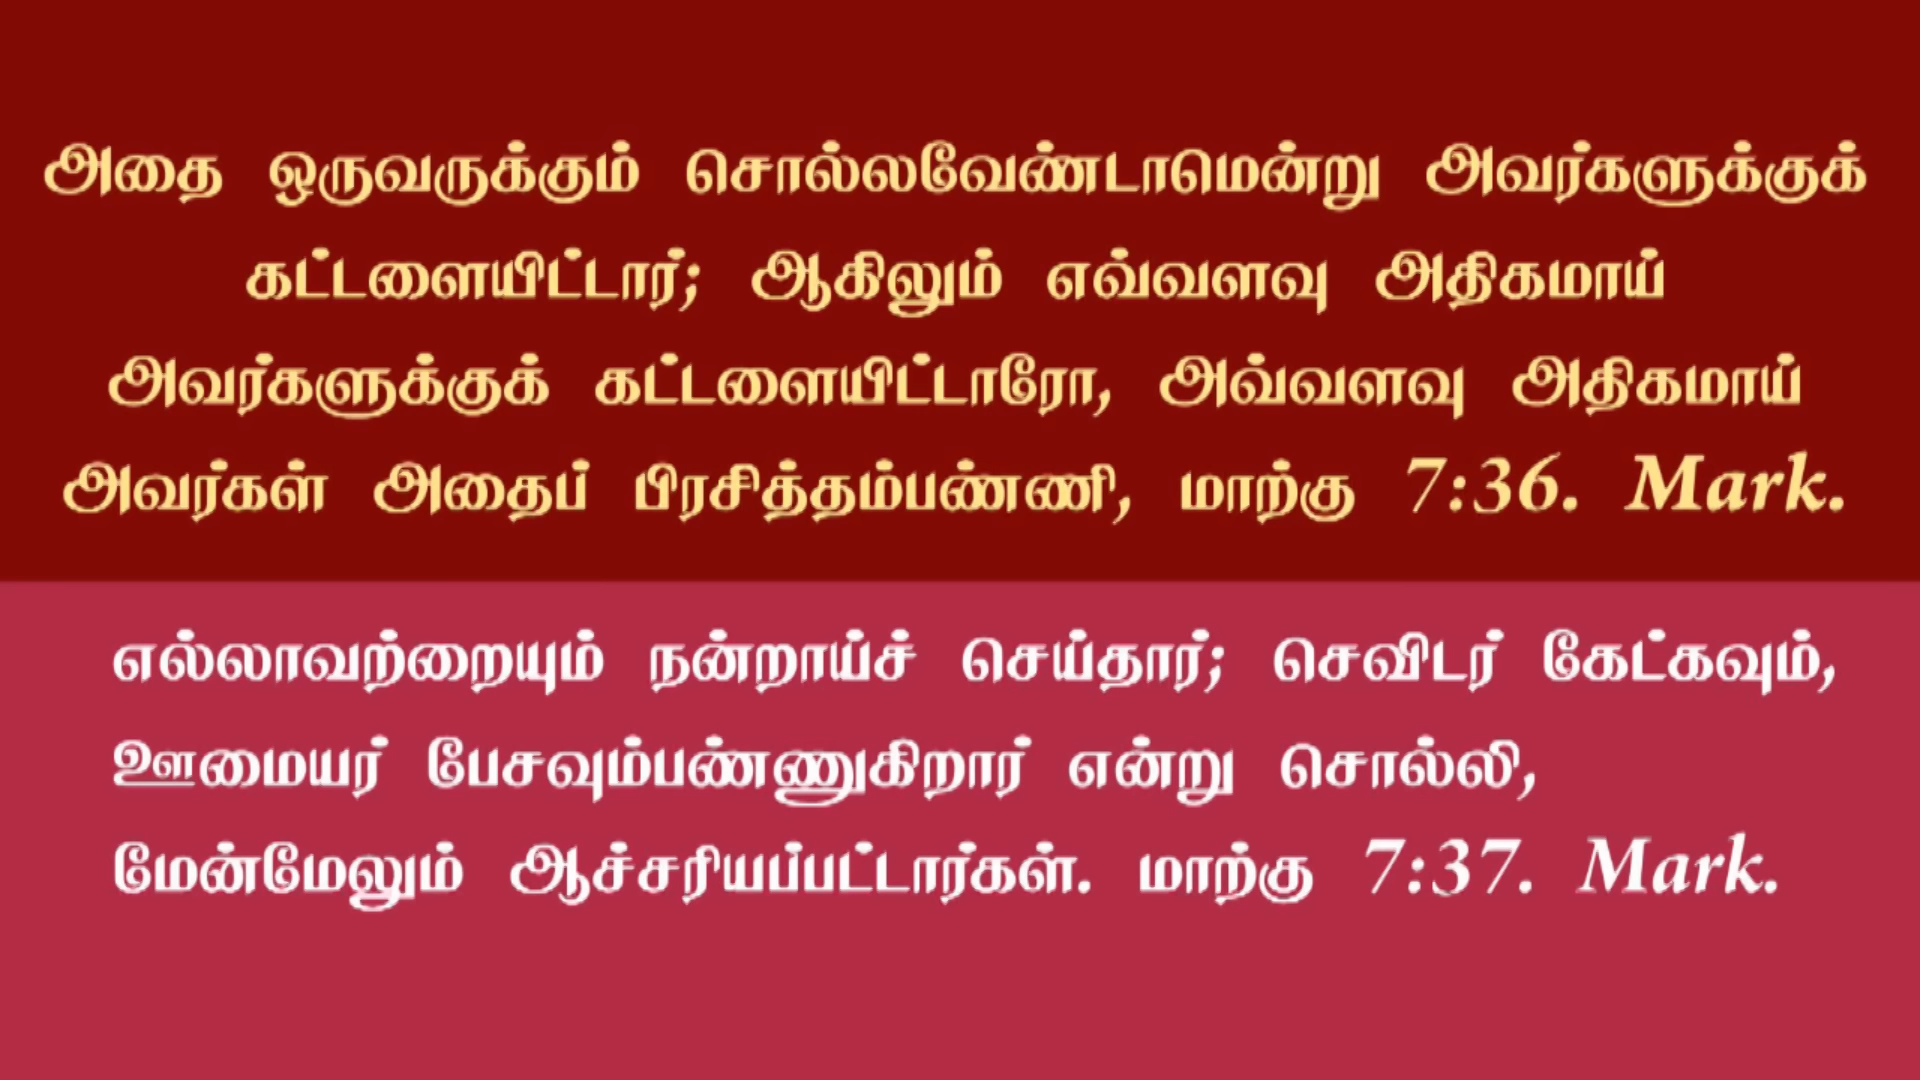 அதை ஒருவருக்கும் சொல்லவேண்டாமென்று அவர்களுக்குக்
கட்டளையிட்டார்; ஆகிலும் எவ்வளவு அதிகமாய்
அவர்களுக்குக் கட்டளையிட்டாரோ, அவ்வளவு அதிகமாய்
அவர்கள் அதைப் பிரசித்தம்பண்ணி, மாற்கு 7:36. Mark.
எல்லாவற்றையும் நன்றாய்ச் செய்தார்; செவிடர் கேட்கவும்,
ஊமையர் பேசவும்பண்ணுகிறார் என்று சொல்லி,
மேன்மேலும் ஆச்சரியப்பட்டார்கள். மாற்கு 7:37. Mark.